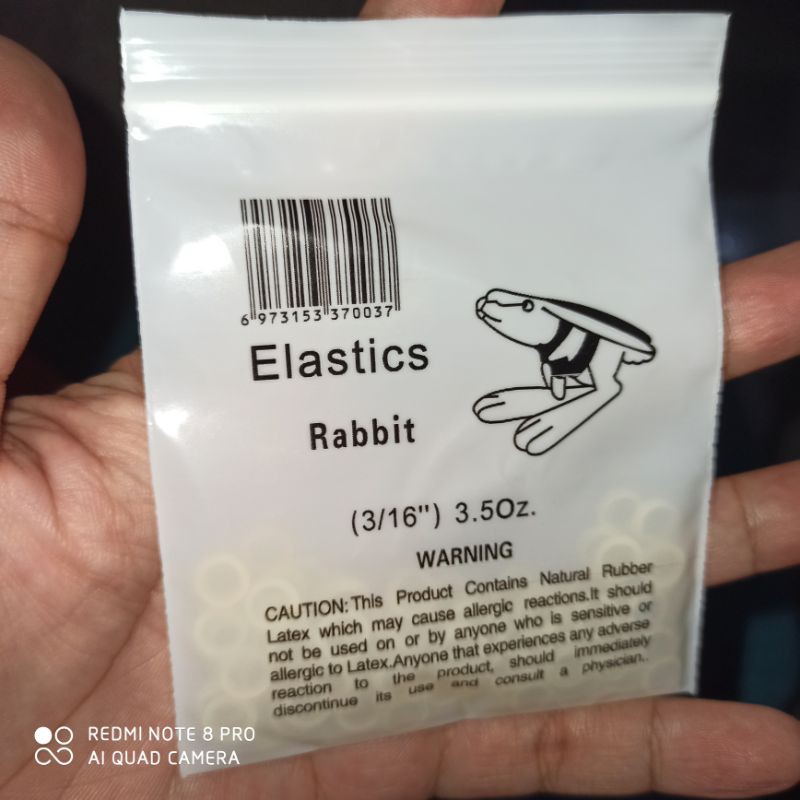 6 973153 370037
Elastics
Rabbit
(3/16") 3.5Oz.
WARNING
CAUTION:This Product Contains Natural Rubber
Latex which may cause allergic reactions.It should
not be used on or by anyone who is sensitive or
allergic to Latex.Anyone that experiences any adverse
reaction to the product, should immediately
discontinue its use and consult a physician..
REDMI NOTE 8 PRO
AI QUAD CAMERA